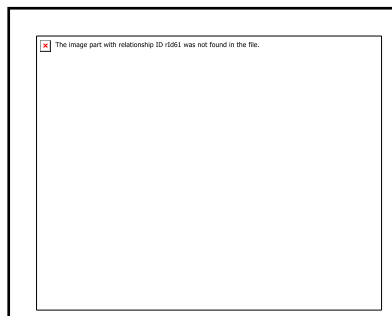 The image part with relationship ID rId61 was not found in the file.